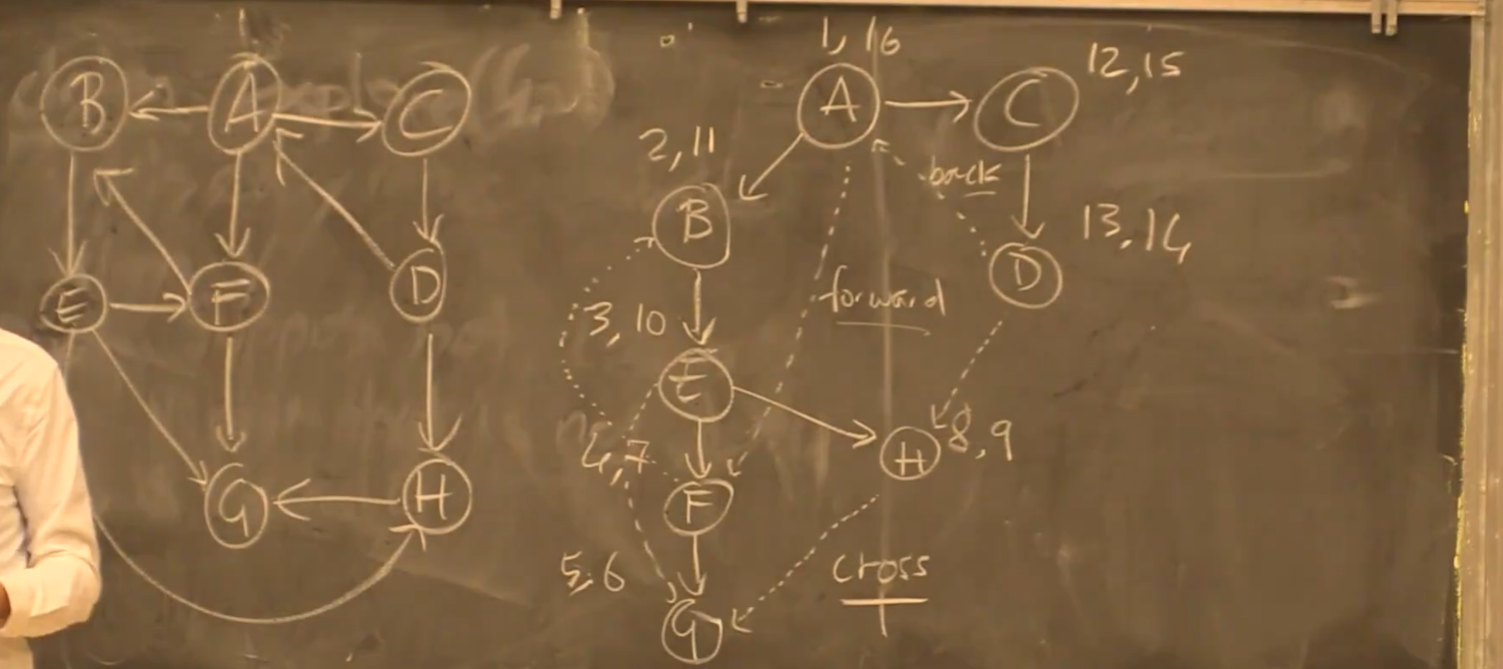 B A C
E F D
G H
1, 16
A
C
12, 15
2, 11
B
back
13, 14
D
forward
3, 10
E
4, 7
H
8, 9
F
5, 6
G
cross